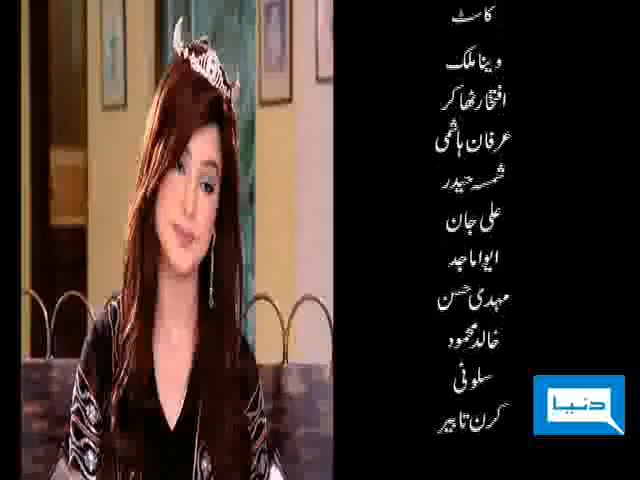 کاسٹ
وینا ملک
افتخار ٹھاکر
عرفان ہاشمی
شمسہ حیدر
علی جان
ایوا ماجد
مہدی حسن
خالد محمود
سلونی
کرن تابیر
دنیا